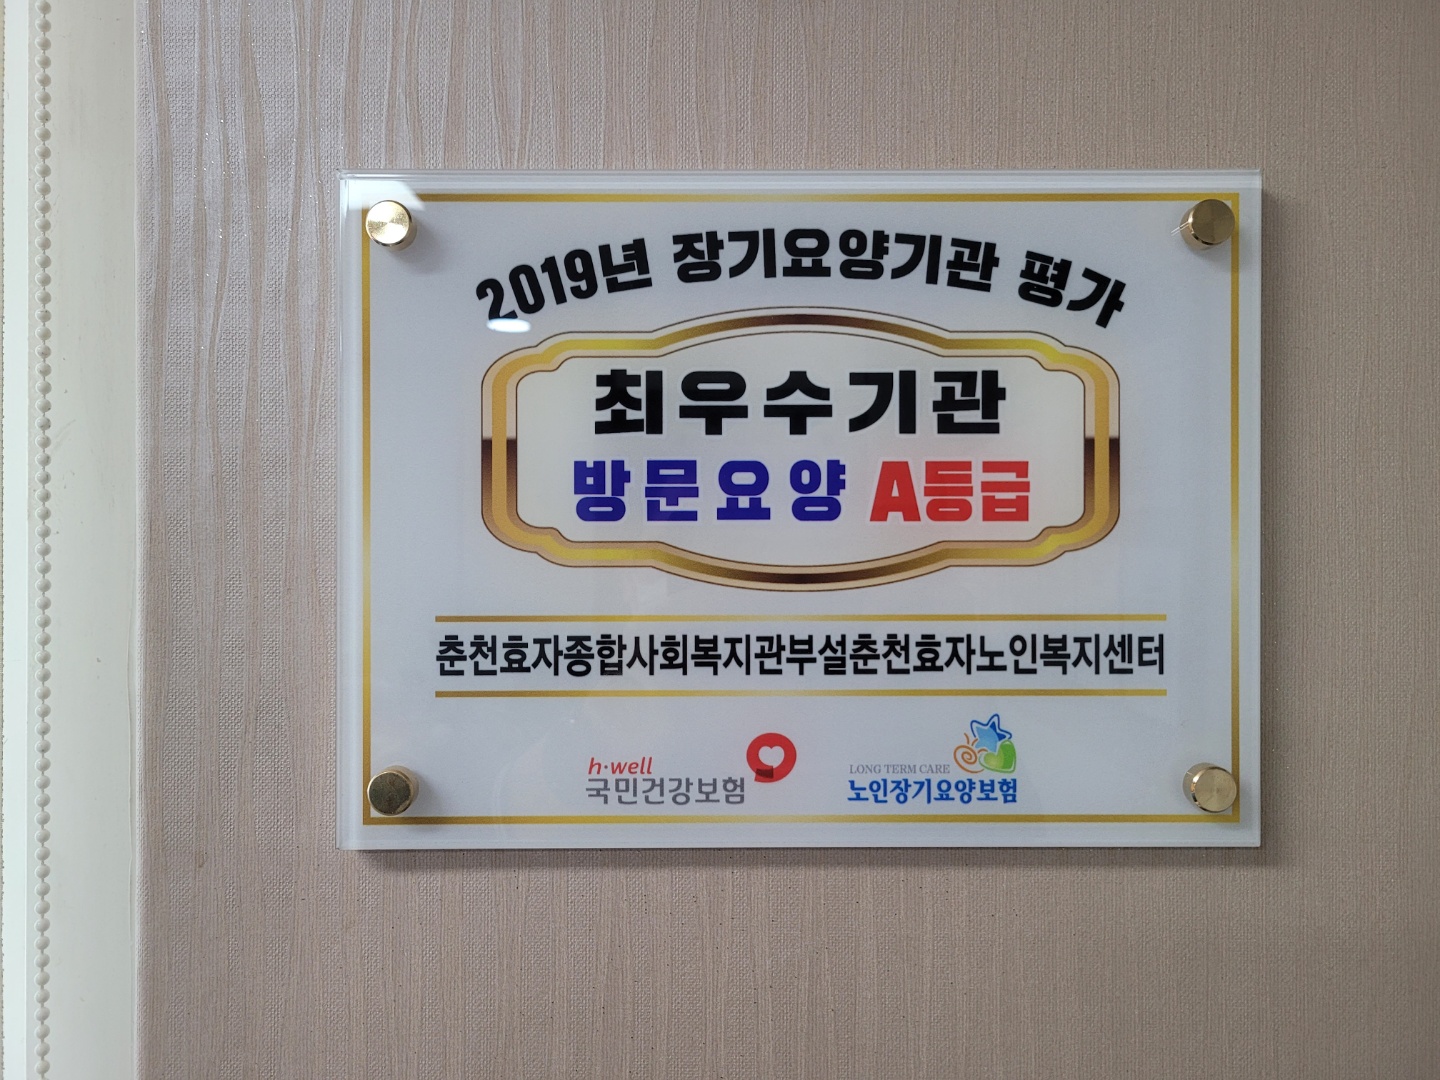 2019년 장기요양기관 평가
최우수기관
방문요양 A등급
춘천효자종합사회복지관부설춘천효자노인복지센터
h·well
국민건강보험
LONG TERM CARE
노인장기요양보험